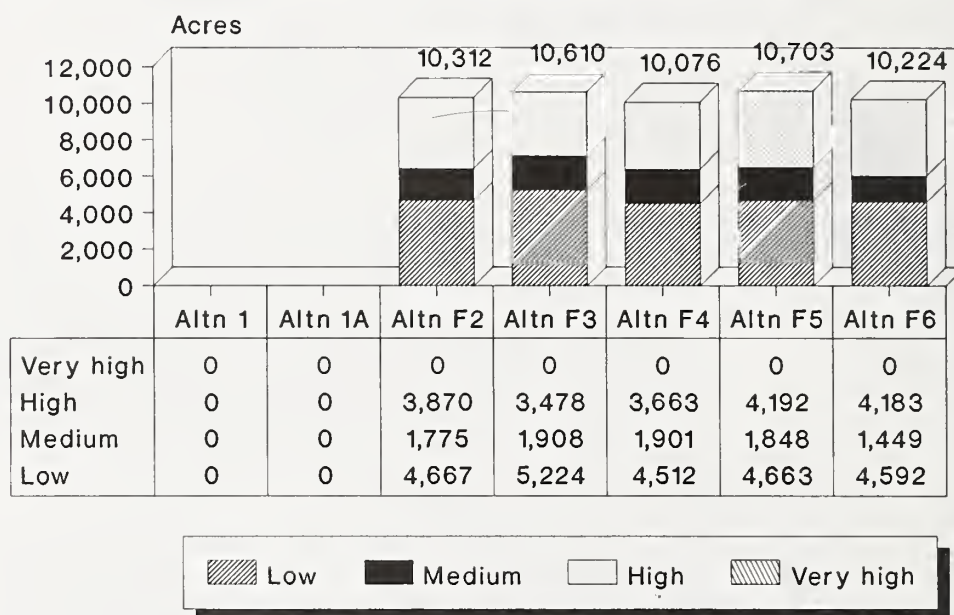 Acres
10,312 10,610 10,076 10,703 10,224
12,000
10,000
8,000
6,000
4,000
2,000
0
Altn 1 Altn 1A Altn F2 Altn F3 Altn F4 Altn F5 Altn F6
Very high 0 0 0 0 0 0 0
High 0 0 3,870 3,478 3,663 4,192 4,183
Medium 0 0 1,775 1,908 1,901 1,848 1,449
Low 0 0 4,667 5,224 4,512 4,663 4,592
Low Medium High Very high